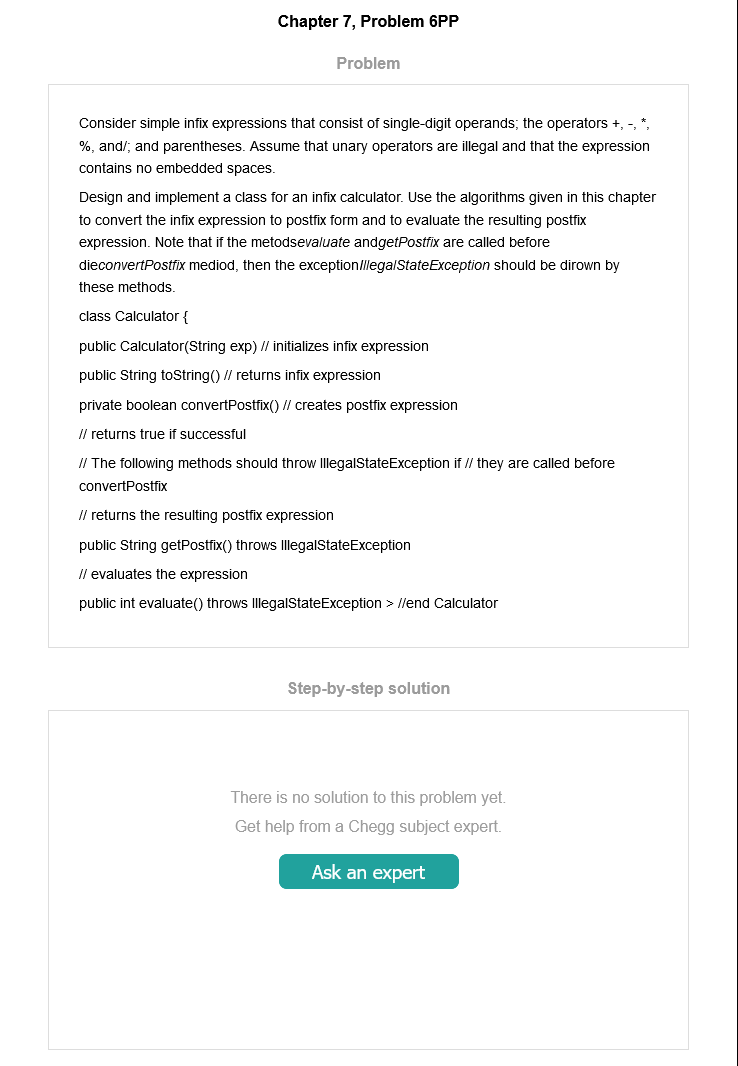 Chapter 7, Problem 6PP
Problem
Consider simple infix expressions that consist of single-digit operands; the operators +, -, *,
%, and/; and parentheses. Assume that unary operators are illegal and that the expression
contains no embedded spaces.
Design and implement a class for an infix calculator. Use the algorithms given in this chapter
to convert the infix expression to postfix form and to evaluate the resulting postfix
expression. Note that if the metodsevaluate andgetPostfix are called before
dieconvertPostfix mediod, then the exceptionIllegalStateException should be dirown by
these methods.
class Calculator {
public Calculator(String exp) // initializes infix expression
public String toString() // returns infix expression
private boolean convertPostfix() // creates postfix expression
// returns true if successful
// The following methods should throw IllegalStateException if // they are called before
convertPostfix
// returns the resulting postfix expression
public String getPostfix() throws IllegalStateException
// evaluates the expression
public int evaluate() throws IllegalStateException > //end Calculator
Step-by-step solution
There is no solution to this problem yet.
Get help from a Chegg subject expert.
Ask an expert